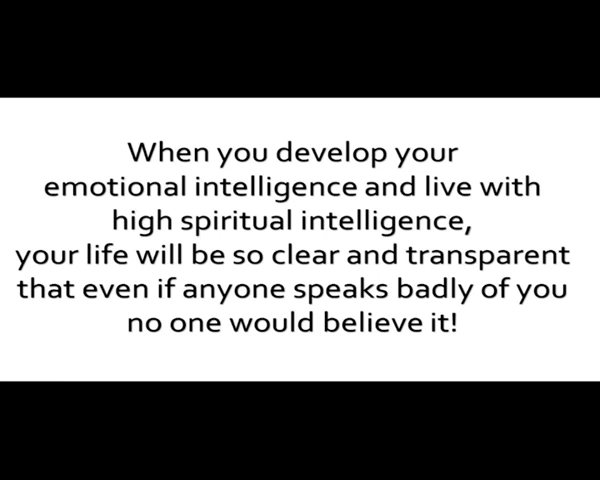 When you develop your
emotional intelligence and live with
high spiritual intelligence,
your life will be so clear and transparent
that even if anyone speaks badly of you
no one would believe it!